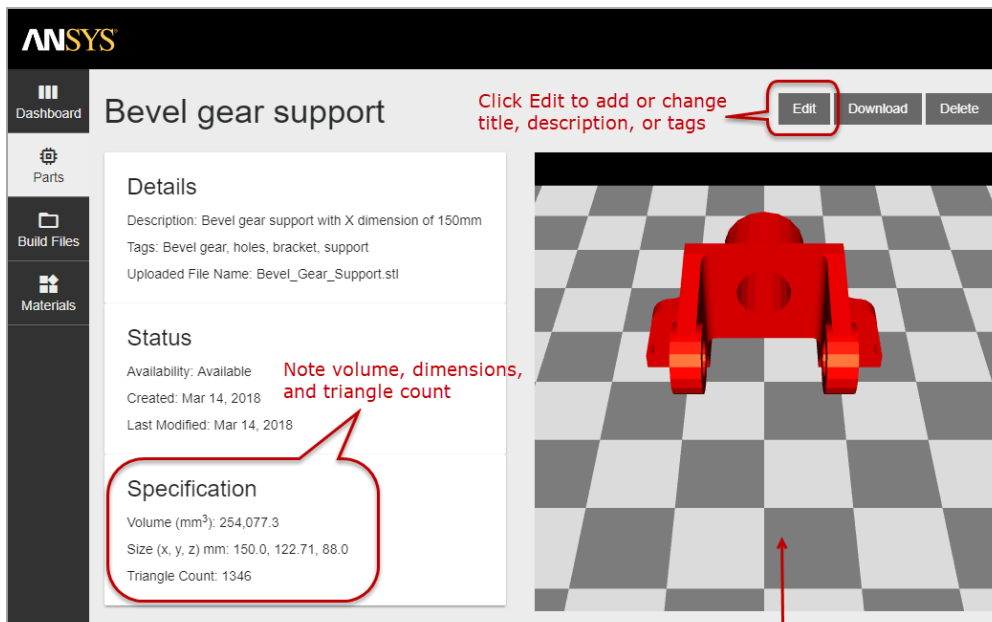 ANSYS
Dashboard
Parts
Build Files
Materials
Bevel gear support
Click Edit to add or change
title, description, or tags
Edit
Download
Delete
Details
Description: Bevel gear support with X dimension of 150mm
Tags: Bevel gear, holes, bracket, support
Uploaded File Name: Bevel_Gear_Support.stl
Status
Availability: Available
Created: Mar 14, 2018
Last Modified: Mar 14, 2018
Note volume, dimensions,
and triangle count
Specification
Volume (mm³): 254,077.3
Size (x, y, z) mm: 150.0, 122.71, 88.0
Triangle Count: 1346